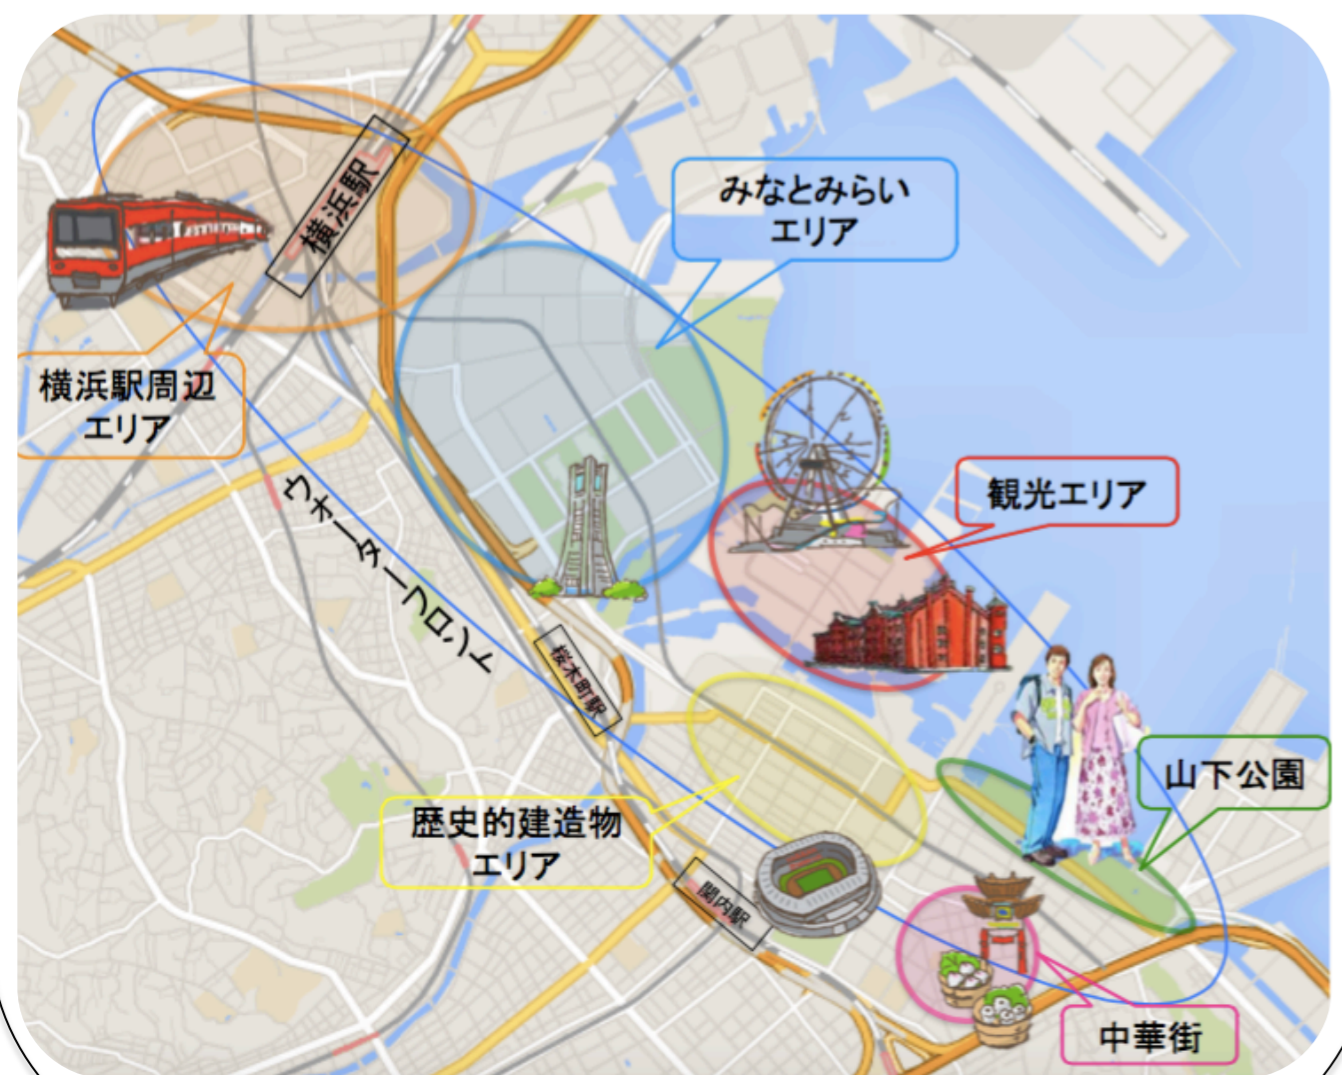 横浜駅
みなとみらい
エリア
横浜駅周辺
エリア
観光エリア
ウォーターフロント
桜木町駅
山下公園
歴史的建造物
エリア
関内駅
中華街